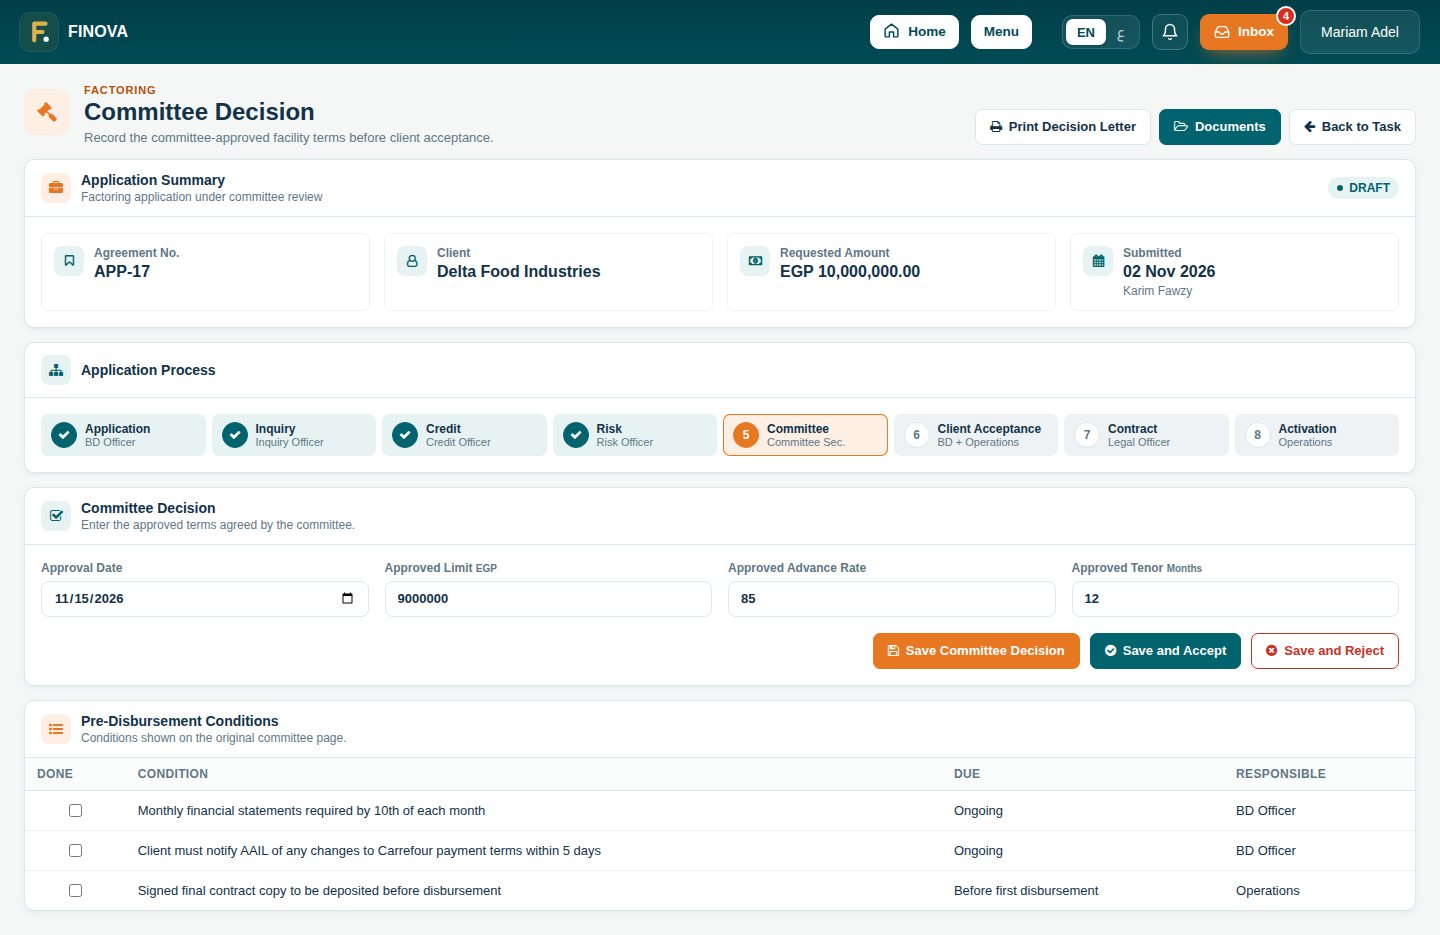 FINOVA
Home
Menu
EN
ع
Inbox
4
Mariam Adel
FACTORING
Committee Decision
Record the committee-approved facility terms before client acceptance.
Print Decision Letter
Documents
Back to Task
Application Summary
Factoring application under committee review
DRAFT
Agreement No.
APP-17
Client
Delta Food Industries
Requested Amount
EGP 10,000,000.00
Submitted
02 Nov 2026
Karim Fawzy
Application Process
Application
BD Officer
Inquiry
Inquiry Officer
Credit
Credit Officer
Risk
Risk Officer
5
Committee
Committee Sec.
6
Client Acceptance
BD + Operations
7
Contract
Legal Officer
8
Activation
Operations
Committee Decision
Enter the approved terms agreed by the committee.
Approval Date
11/15/2026
Approved Limit EGP
9000000
Approved Advance Rate
85
Approved Tenor Months
12
Save Committee Decision
Save and Accept
Save and Reject
Pre-Disbursement Conditions
Conditions shown on the original committee page.
DONE CONDITION DUE RESPONSIBLE
Monthly financial statements required by 10th of each month Ongoing BD Officer
Client must notify AAIL of any changes to Carrefour payment terms within 5 days Ongoing BD Officer
Signed final contract copy to be deposited before disbursement Before first disbursement Operations